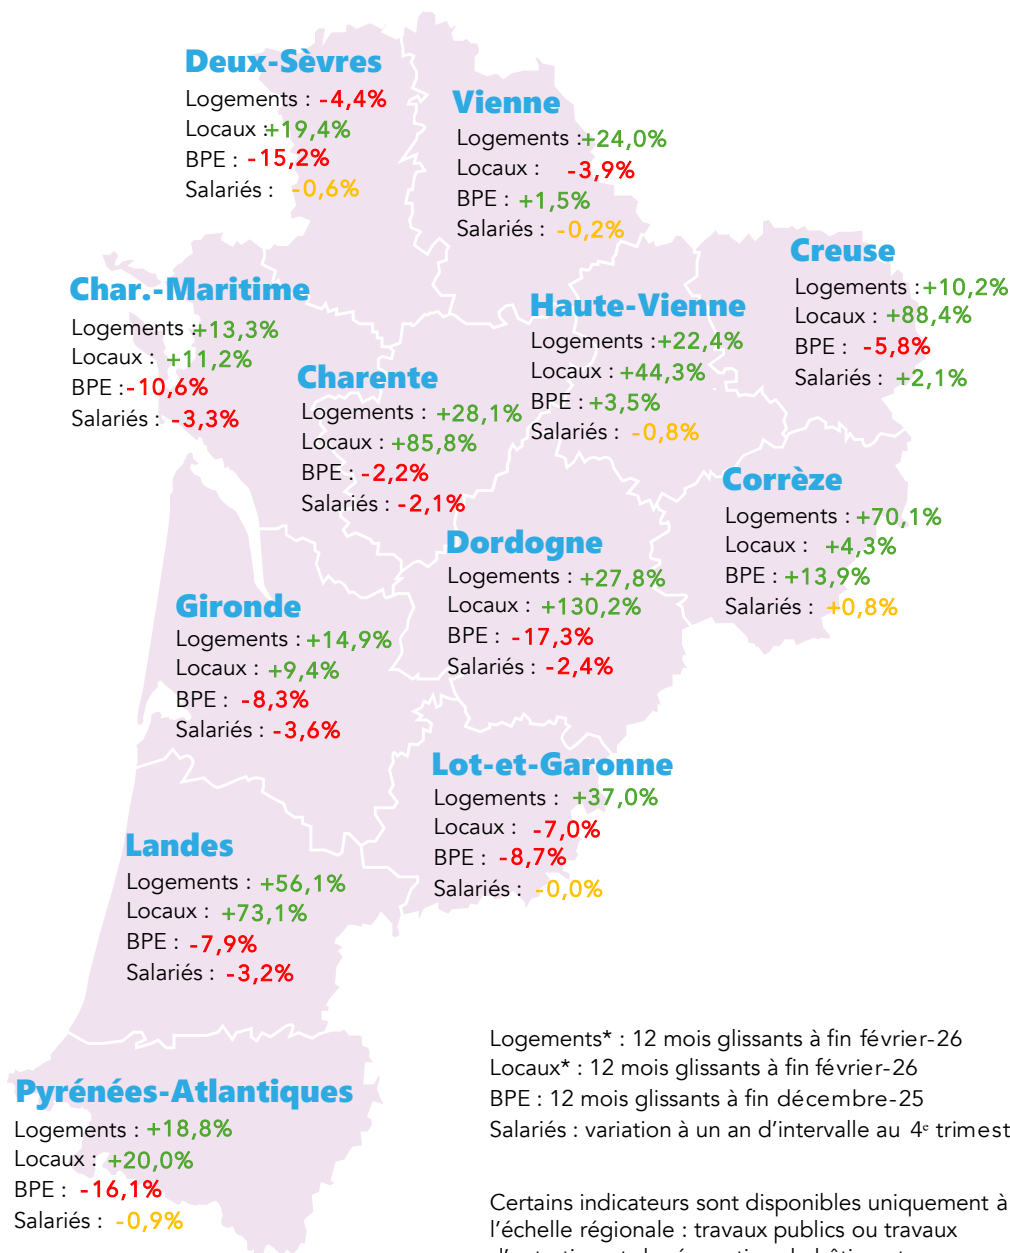 Deux-Sèvres
Logements : -4,4%
Locaux : +19,4%
BPE : -15,2%
Salariés : -0,6%
Vienne
Logements : +24,0%
Locaux : -3,9%
BPE : +1,5%
Salariés : -0,2%
Creuse
Logements : +10,2%
Locaux : +88,4%
BPE : -5,8%
Salariés : +2,1%
Char.-Maritime
Logements : +13,3%
Locaux : +11,2%
BPE : -10,6%
Salariés : -3,3%
Haute-Vienne
Logements : +22,4%
Locaux : +44,3%
BPE : +3,5%
Salariés : -0,8%
Charente
Logements : +28,1%
Locaux : +85,8%
BPE : -2,2%
Salariés : -2,1%
Corrèze
Logements : +70,1%
Locaux : +4,3%
BPE : +13,9%
Salariés : +0,8%
Dordogne
Logements : +27,8%
Locaux : +130,2%
BPE : -17,3%
Salariés : -2,4%
Gironde
Logements : +14,9%
Locaux : +9,4%
BPE : -8,3%
Salariés : -3,6%
Lot-et-Garonne
Logements : +37,0%
Locaux : -7,0%
BPE : -8,7%
Salariés : -0,0%
Landes
Logements : +56,1%
Locaux : +73,1%
BPE : -7,9%
Salariés : -3,2%
Pyrénées-Atlantiques
Logements : +18,8%
Locaux : +20,0%
BPE : -16,1%
Salariés : -0,9%
Logements* : 12 mois glissants à fin février-26
Locaux* : 12 mois glissants à fin février-26
BPE : 12 mois glissants à fin décembre-25
Salariés : variation à un an d'intervalle au 4e trimest
Certains indicateurs sont disponibles uniquement à
l'échelle régionale : travaux publics ou travaux